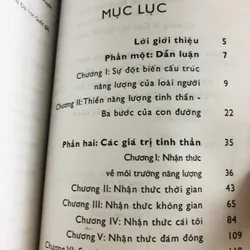 MỤC LỤC
Lời giới thiệu 5
Phần một: Dẫn luận 7
Chương I: Sự đột biến cấu trúc
năng lượng của loài người 9
Chương II: Thiền năng lượng tinh thần -
Ba bước của con đường 22
Phần hai: Các giá trị tinh thần 35
Chương I: Nhận thức
về môi trường năng lượng 36
Chương II: Nhận thức thời gian 43
Chương III: Nhận thức không gian 64
Chương IV: Nhận thức cái tôi 84
Chương V: Nhận thức đám đông 109